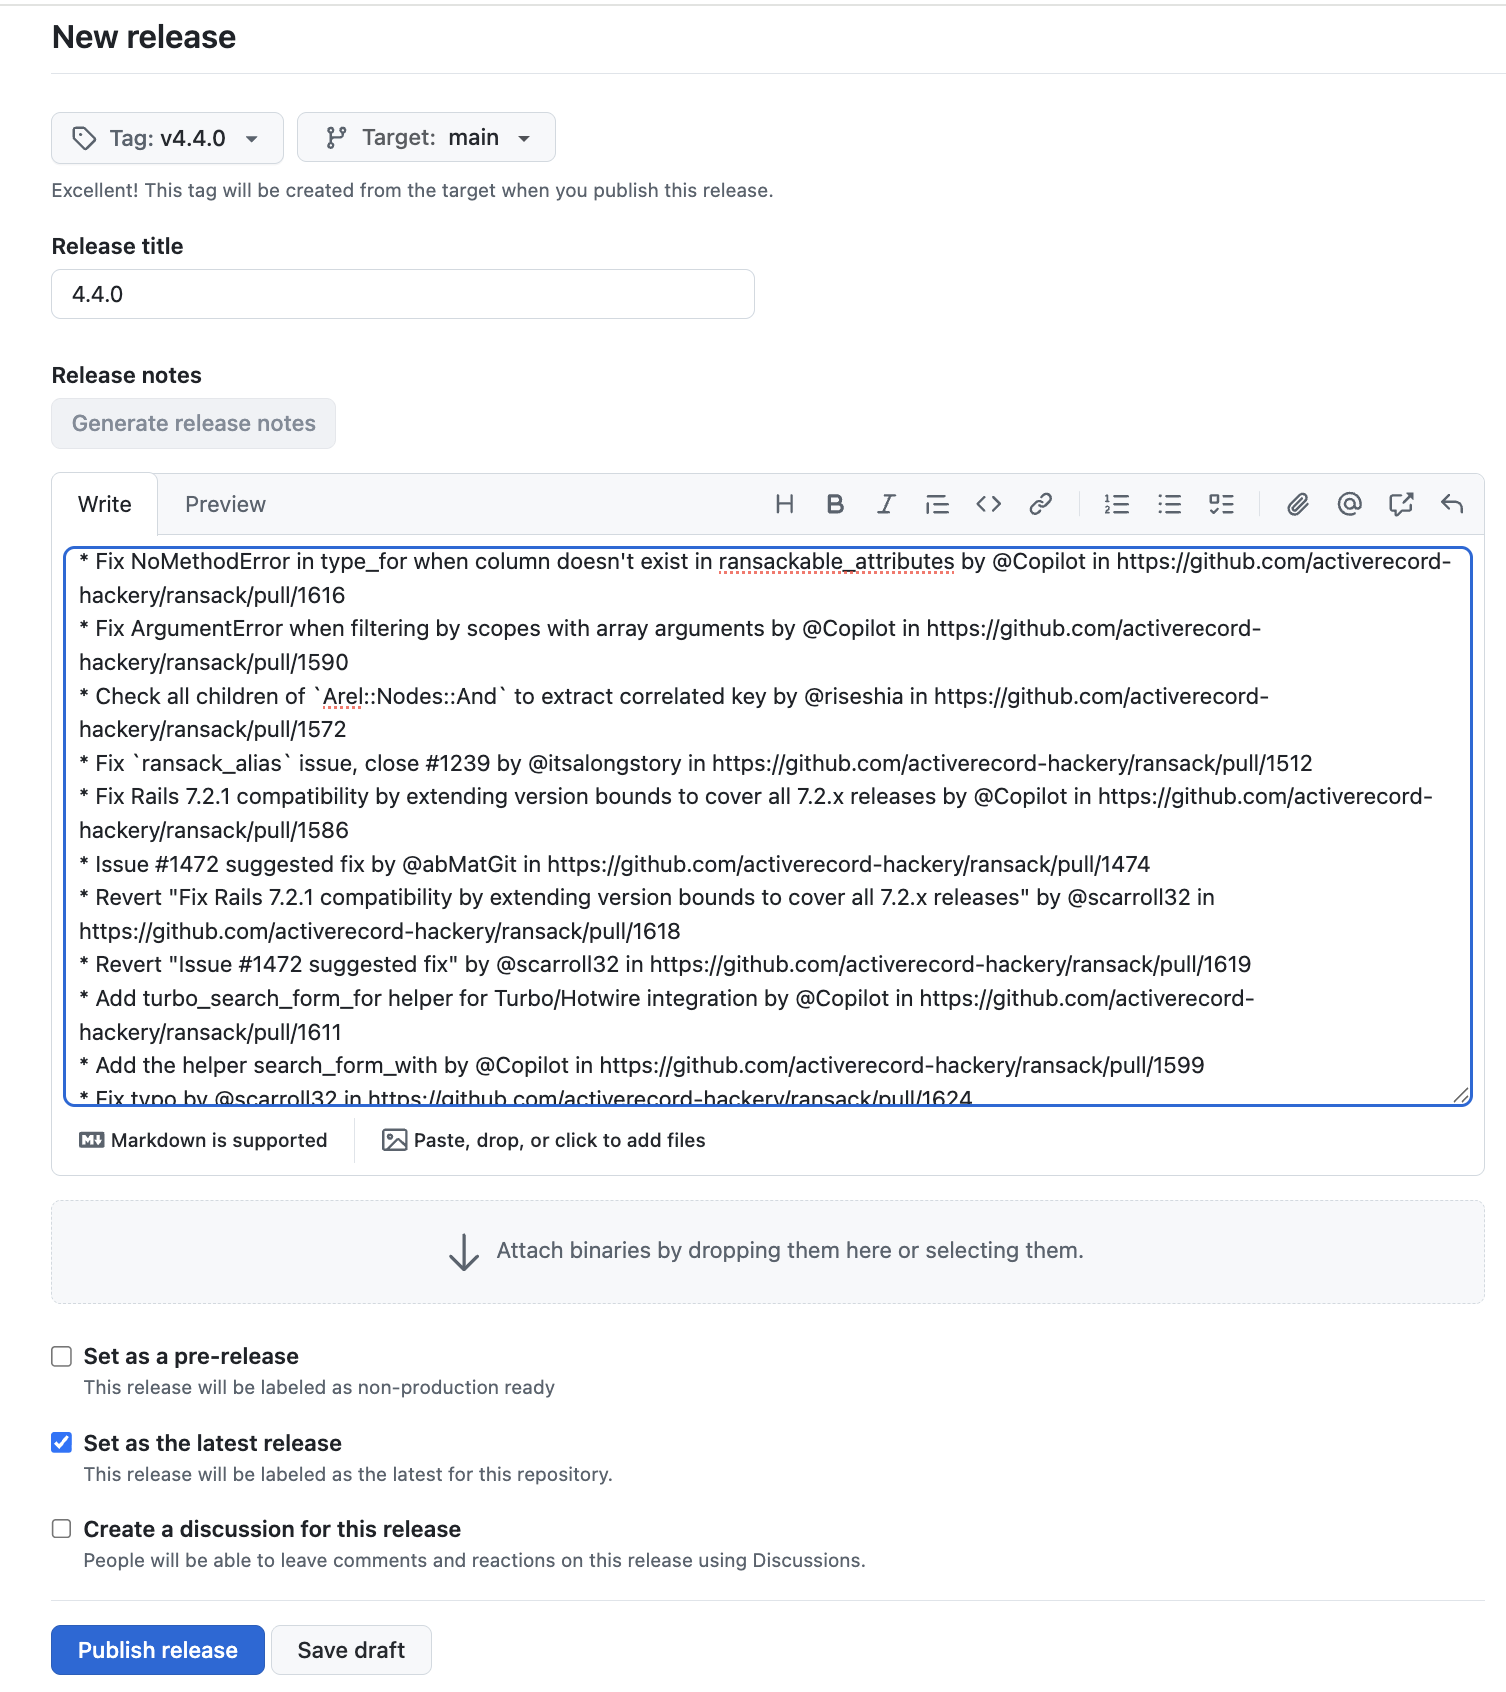 New release
Tag: v4.4.0
Target: main
Excellent! This tag will be created from the target when you publish this release.
Release title
4.4.0
Release notes
Generate release notes
Write
Preview
* Fix NoMethodError in type_for when column doesn't exist in ransackable_attributes by @Copilot in https://github.com/activerecord-
hackery/ransack/pull/1616
* Fix ArgumentError when filtering by scopes with array arguments by @Copilot in https://github.com/activerecord-
hackery/ransack/pull/1590
* Check all children of `Arel::Nodes::And` to extract correlated key by @riseshia in https://github.com/activerecord-
hackery/ransack/pull/1572
* Fix `ransack_alias` issue, close #1239 by @itsalongstory in https://github.com/activerecord-hackery/ransack/pull/1512
* Fix Rails 7.2.1 compatibility by extending version bounds to cover all 7.2.x releases by @Copilot in https://github.com/activerecord-
hackery/ransack/pull/1586
* Issue #1472 suggested fix by @abMatGit in https://github.com/activerecord-hackery/ransack/pull/1474
* Revert "Fix Rails 7.2.1 compatibility by extending version bounds to cover all 7.2.x releases" by @scarroll32 in
https://github.com/activerecord-hackery/ransack/pull/1618
* Revert "Issue #1472 suggested fix" by @scarroll32 in https://github.com/activerecord-hackery/ransack/pull/1619
* Add turbo_search_form_for helper for Turbo/Hotwire integration by @Copilot in https://github.com/activerecord-
hackery/ransack/pull/1611
* Add the helper search_form_with by @Copilot in https://github.com/activerecord-hackery/ransack/pull/1599
* Fix typo by @scarroll32 in https://github.com/activerecord-hackery/ransack/pull/1624
Markdown is supported
Paste, drop, or click to add files
Attach binaries by dropping them here or selecting them.
Set as a pre-release
This release will be labeled as non-production ready
Set as the latest release
This release will be labeled as the latest for this repository.
Create a discussion for this release
People will be able to leave comments and reactions on this release using Discussions.
Publish release
Save draft